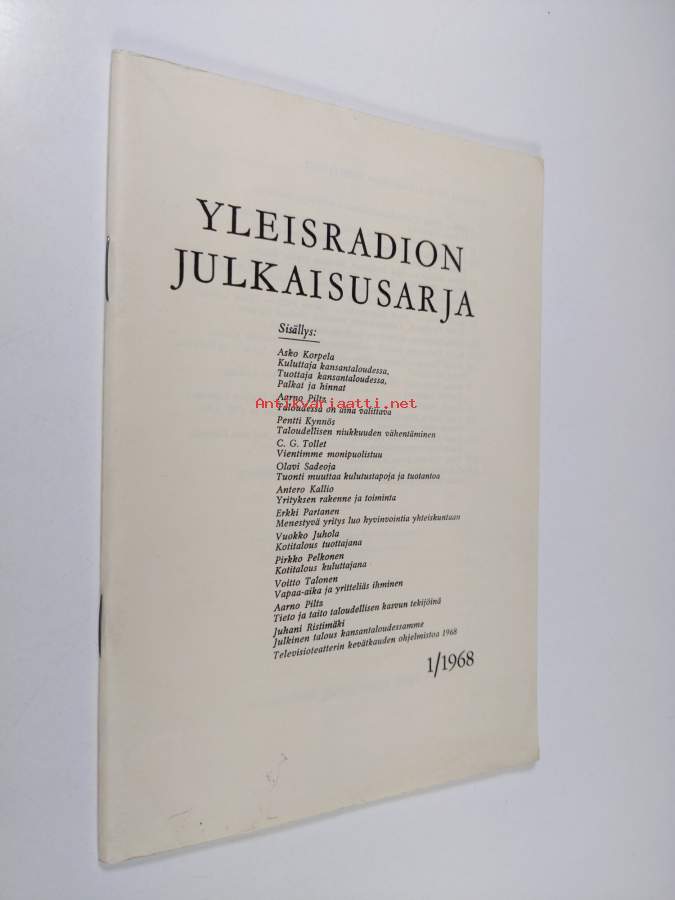 YLEISRADION
JULKAISUSARJA
Sisällys:
Asko Korpela
Kuluttaja kansantaloudessa,
Tuottaja kansantaloudessa,
Palkat ja hinnat
Aarno Piltz
Antikvariaatti.net
Taloudessa on aina valittava
Pentti Kynnös
Taloudellisen niukkuuden vähentäminen
C. G. Tollet
Vientimme monipuolistuu
Olavi Sadeoja
Tuonti muuttaa kulutustapoja ja tuotantoa
Antero Kallio
Yrityksen rakenne ja toiminta
Erkki Partanen
Menestyvä yritys luo hyvinvointia yhteiskuntaan
Vuokko Juhola
Kotitalous tuottajana
Pirkko Pelkonen
Kotitalous kuluttajana
Voitto Talonen
Vapaa-aika ja yritteliäs ihminen
Aarno Piltz
Tieto ja taito taloudellisen kasvun tekijöinä
Juhani Ristimäki
Julkinen talous kansantaloudessamme
Televisioteatterin kevätkauden ohjelmistoa 1968
1/1968